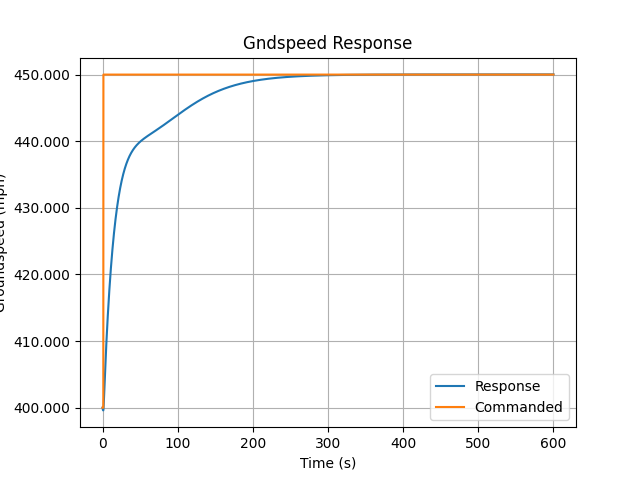 Gndspeed Response
450.000
440.000
430.000
420.000
410.000
400.000
Groundspeed (mph)
Response
Commanded
0 100 200 300 400 500 600
Time (s)